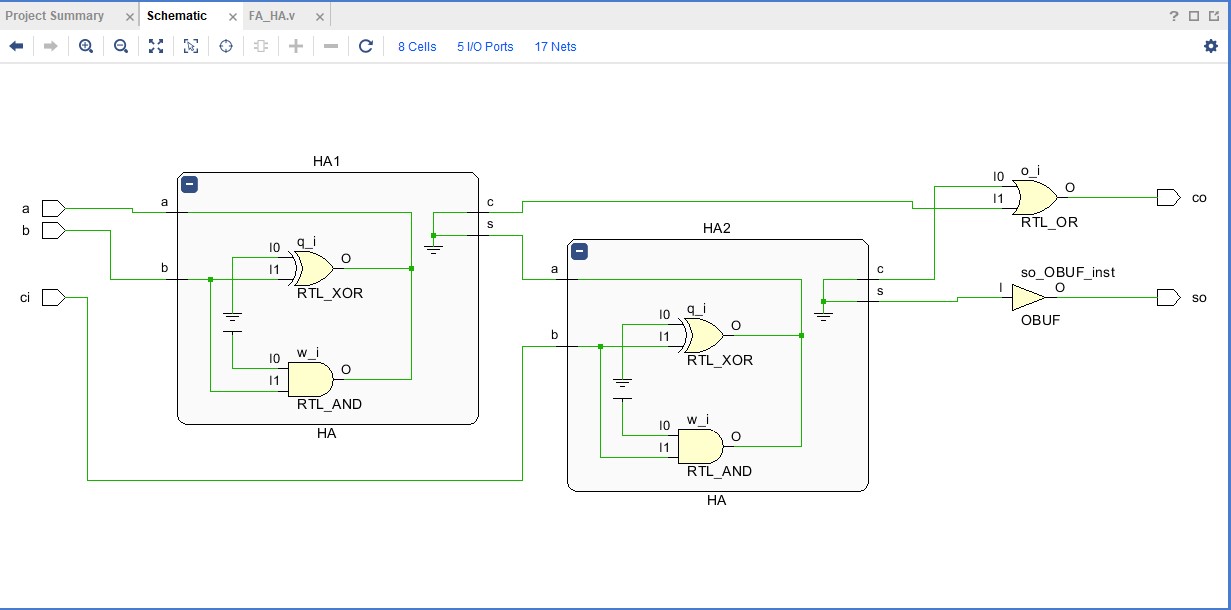 Project Summary
Schematic
FA_HA.v
8 Cells
5 I/O Ports
17 Nets
HA1
a
b
ci
a
b
c
s
I0
I1
q_i
O
RTL_XOR
I0
I1
w_i
O
RTL_AND
HA
HA2
a
b
c
s
I0
I1
q_i
O
RTL_XOR
I0
I1
w_i
O
RTL_AND
HA
I0
I1
o_i
O
RTL_OR
co
so_OBUF_inst
I
O
OBUF
so